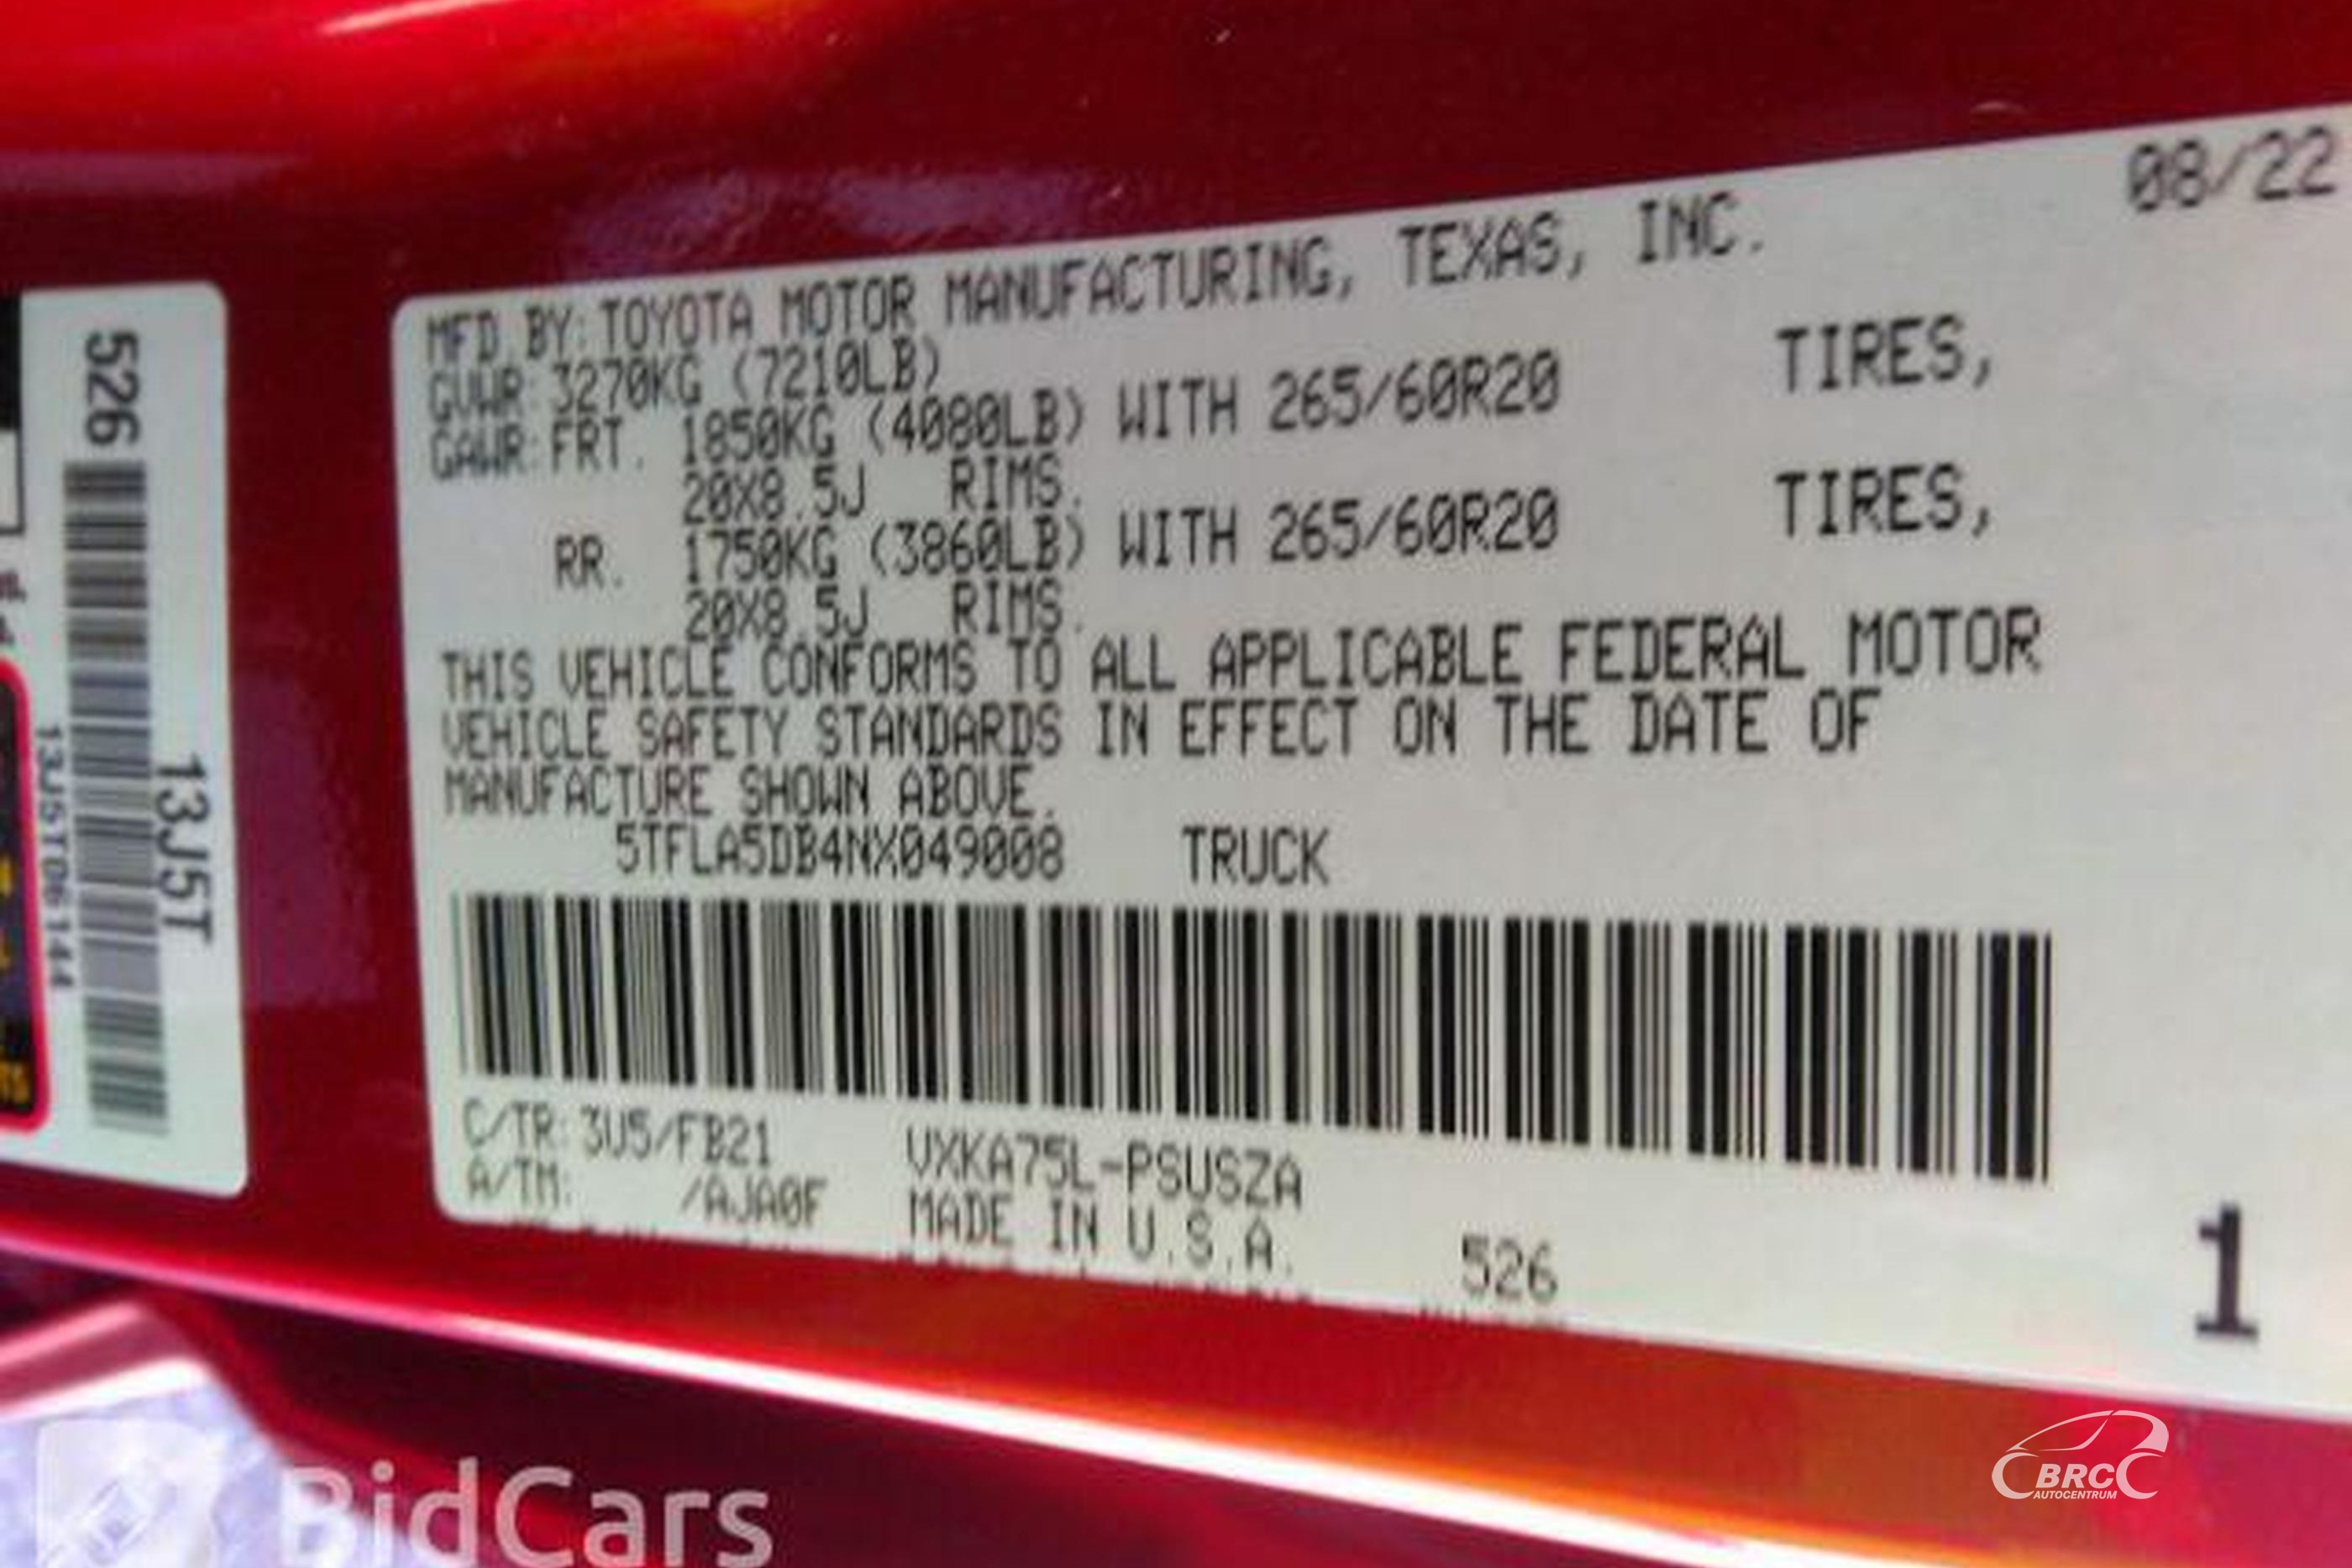 08/22
MFD BY: TOYOTA MOTOR MANUFACTURING, TEXAS, INC.
GVWR: 3270KG (7210LB)
GAWR: FRT. 1850KG (4080LB) WITH 265/60R20 TIRES,
20X8.5J RIMS.
RR. 1750KG (3860LB) WITH 265/60R20 TIRES,
20X8.5J RIMS.
THIS VEHICLE CONFORMS TO ALL APPLICABLE FEDERAL MOTOR
VEHICLE SAFETY STANDARDS IN EFFECT ON THE DATE OF
MANUFACTURE SHOWN ABOVE.
5TFLA5DB4NX049008 TRUCK
C/TR: 3U5/FB21 VXKA75L-PSUSZA
A/TM: /AJA0F MADE IN U.S.A. 526
1
526
13J5T
13J5T06144
BidCars
BRC
AUTOCENTRUM